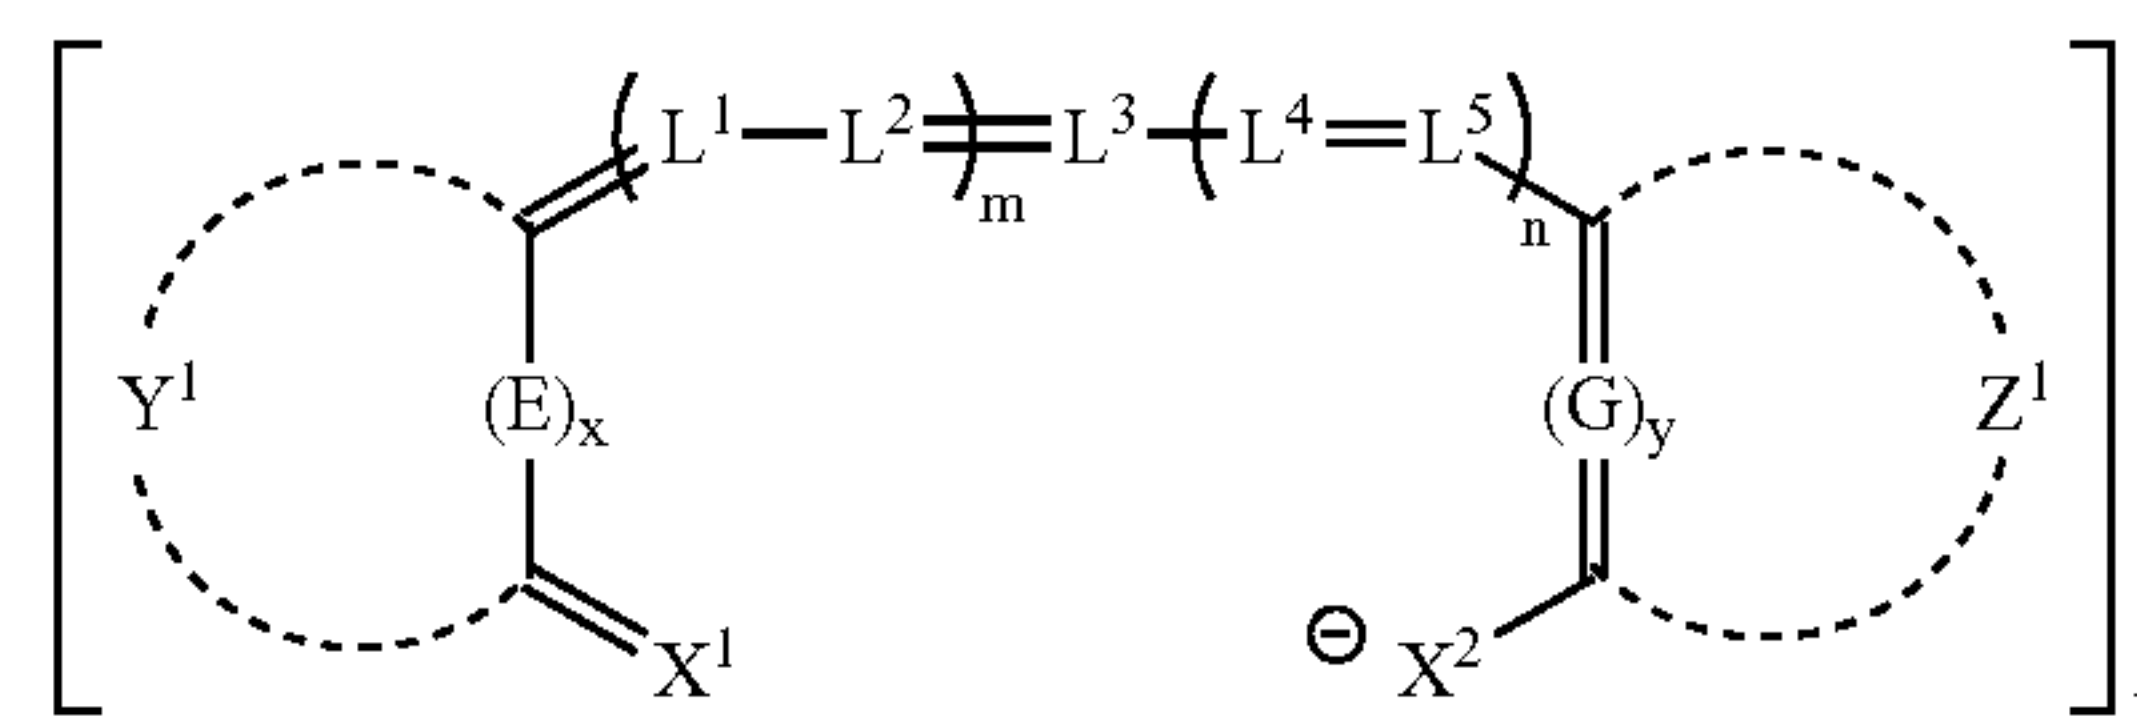 [ ( L¹ — L² )m = L³ — ( L⁴ = L⁵ )n ]
Y¹ (E)x (G)y Z¹
X¹ ⊖ X²